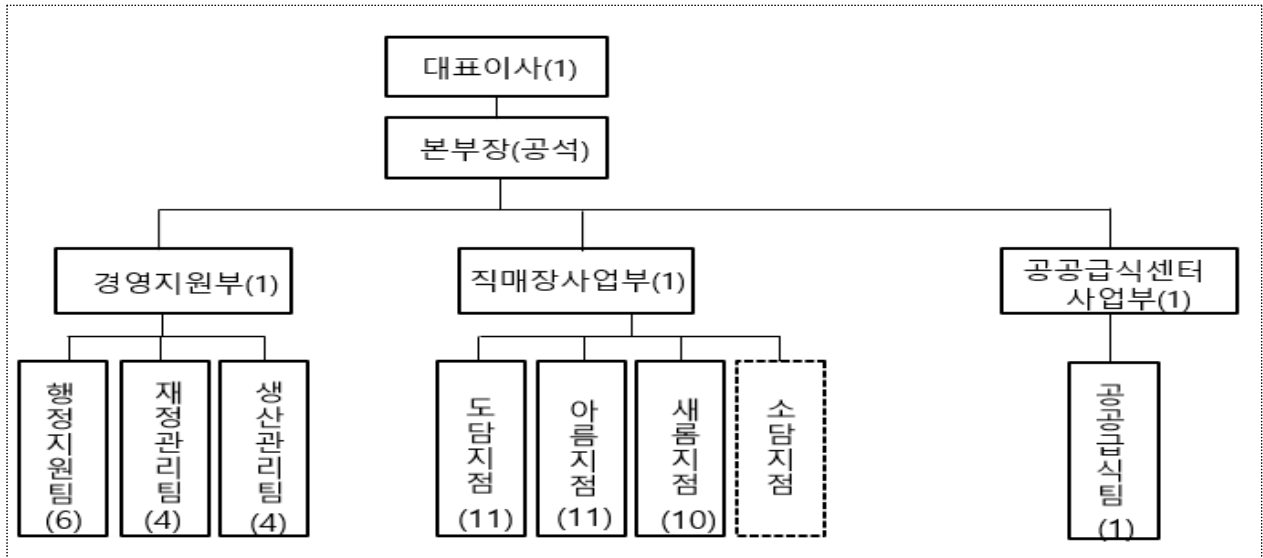 대표이사(1)
본부장(공석)
경영지원부(1)
직매장사업부(1)
공공급식센터
사업부(1)
행정지원팀
(6)
재정관리팀
(4)
생산관리팀
(4)
도담지점
(11)
아름지점
(11)
새롬지점
(10)
소담지점
공공급식팀
(1)